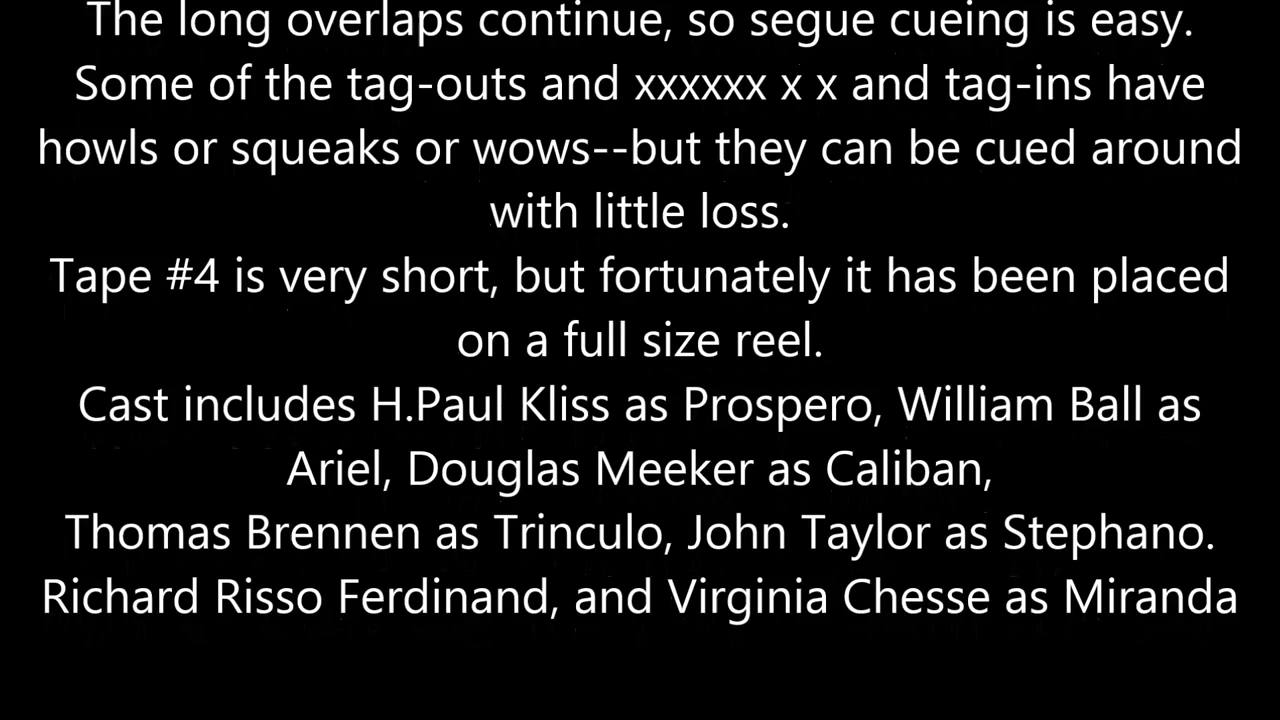 The long overlaps continue, so segue cueing is easy.
Some of the tag-outs and xxxxxx x x and tag-ins have
howls or squeaks or wows--but they can be cued around
with little loss.
Tape #4 is very short, but fortunately it has been placed
on a full size reel.
Cast includes H.Paul Kliss as Prospero, William Ball as
Ariel, Douglas Meeker as Caliban,
Thomas Brennen as Trinculo, John Taylor as Stephano.
Richard Risso Ferdinand, and Virginia Chesse as Miranda